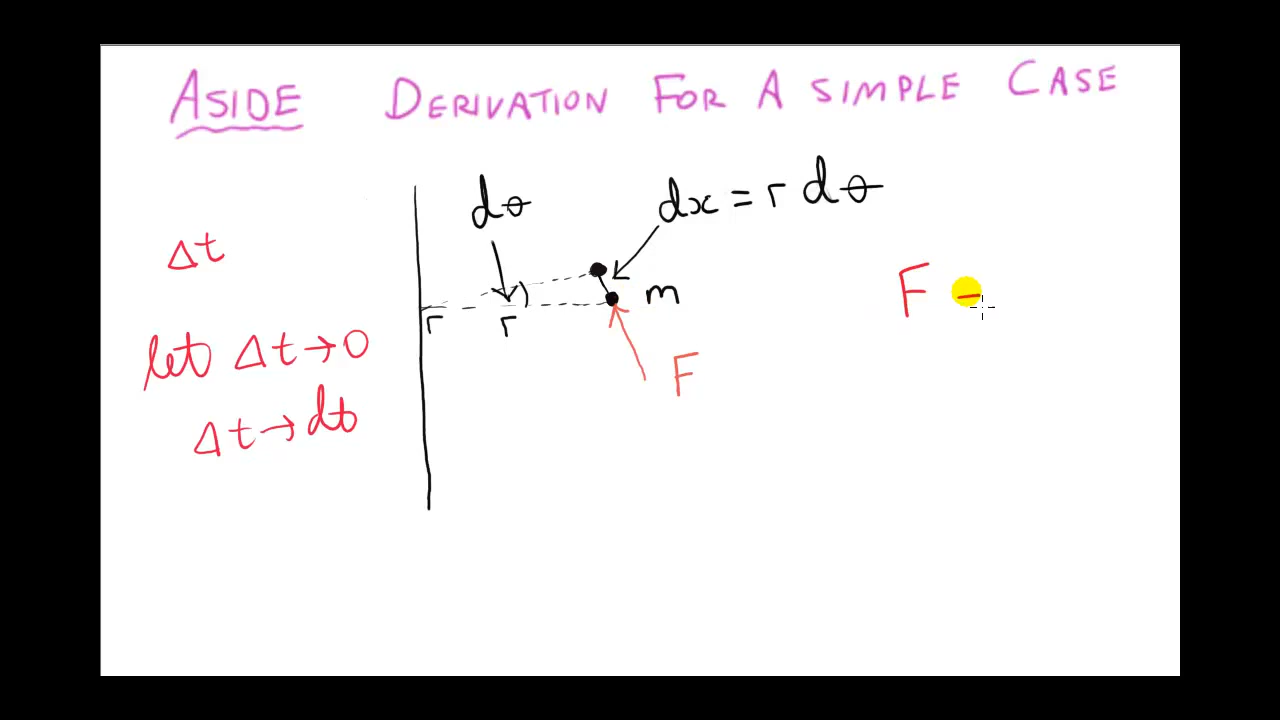 ASIDE DERIVATION FOR A SIMPLE CASE
dθ
dx = r dθ
Δt
F -
m
r r
let Δt → 0
F
Δt → dt